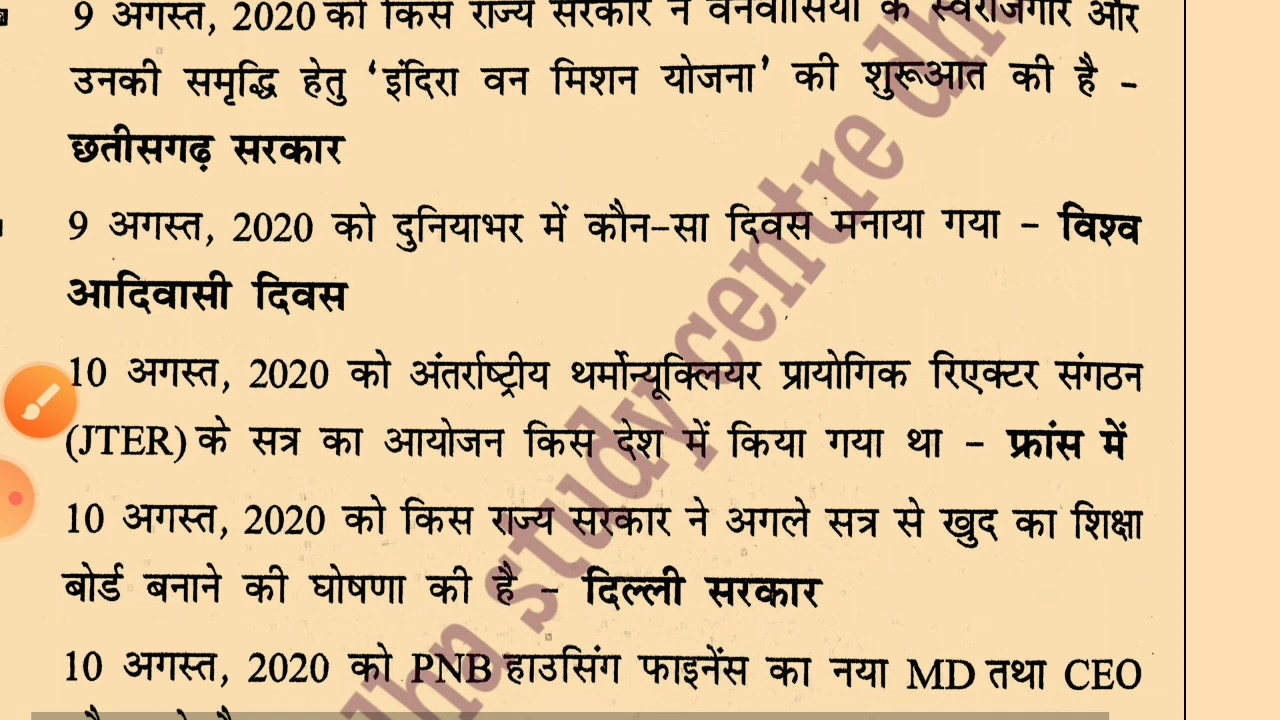 9 अगस्त, 2020 को किस राज्य सरकार ने वनवासियों के स्वरोजगार और
उनकी समृद्धि हेतु ‘इंदिरा वन मिशन योजना’ की शुरूआत की है -
छतीसगढ़ सरकार
9 अगस्त, 2020 को दुनियाभर में कौन-सा दिवस मनाया गया - विश्व
आदिवासी दिवस
10 अगस्त, 2020 को अंतर्राष्ट्रीय थर्मोन्यूक्लियर प्रायोगिक रिएक्टर संगठन
(JTER) के सत्र का आयोजन किस देश में किया गया था - फ्रांस में
10 अगस्त, 2020 को किस राज्य सरकार ने अगले सत्र से खुद का शिक्षा
बोर्ड बनाने की घोषणा की है - दिल्ली सरकार
10 अगस्त, 2020 को PNB हाउसिंग फाइनेंस का नया MD तथा CEO
study centre